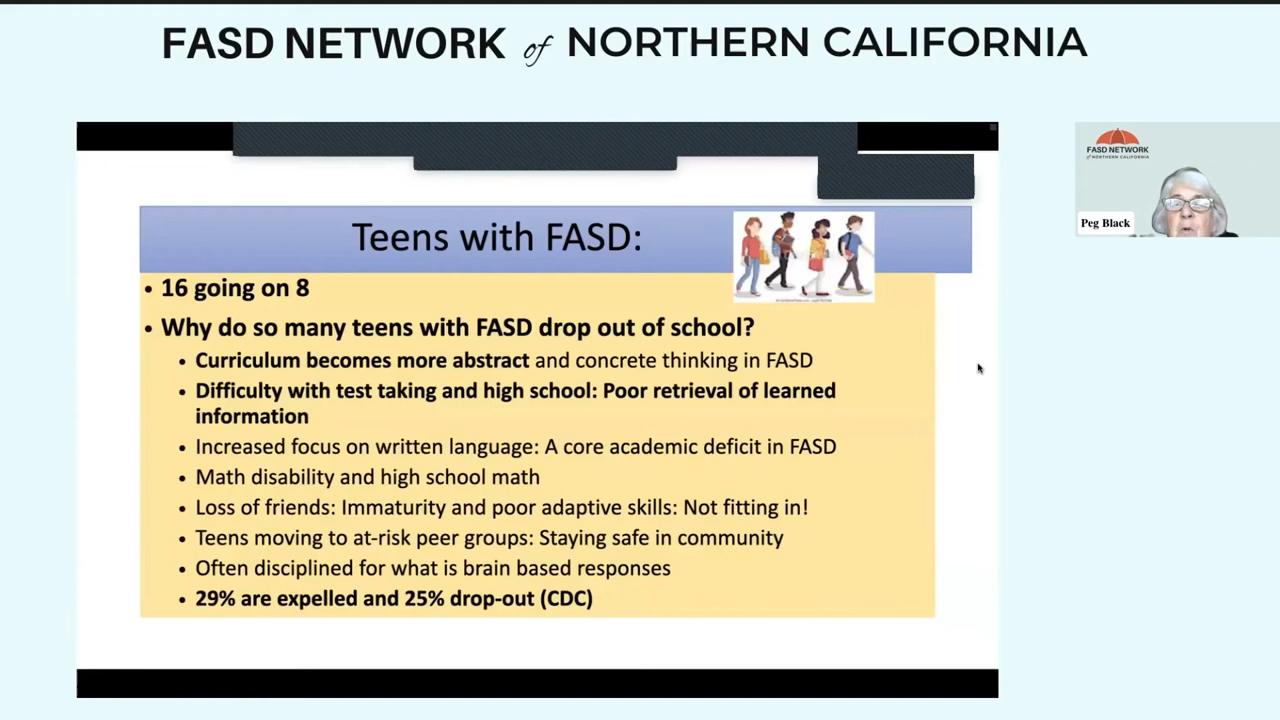 FASD NETWORK of NORTHERN CALIFORNIA
FASD NETWORK
of NORTHERN CALIFORNIA
Peg Black
Teens with FASD:
• 16 going on 8
• Why do so many teens with FASD drop out of school?
• Curriculum becomes more abstract and concrete thinking in FASD
• Difficulty with test taking and high school: Poor retrieval of learned
information
• Increased focus on written language: A core academic deficit in FASD
• Math disability and high school math
• Loss of friends: Immaturity and poor adaptive skills: Not fitting in!
• Teens moving to at-risk peer groups: Staying safe in community
• Often disciplined for what is brain based responses
• 29% are expelled and 25% drop-out (CDC)